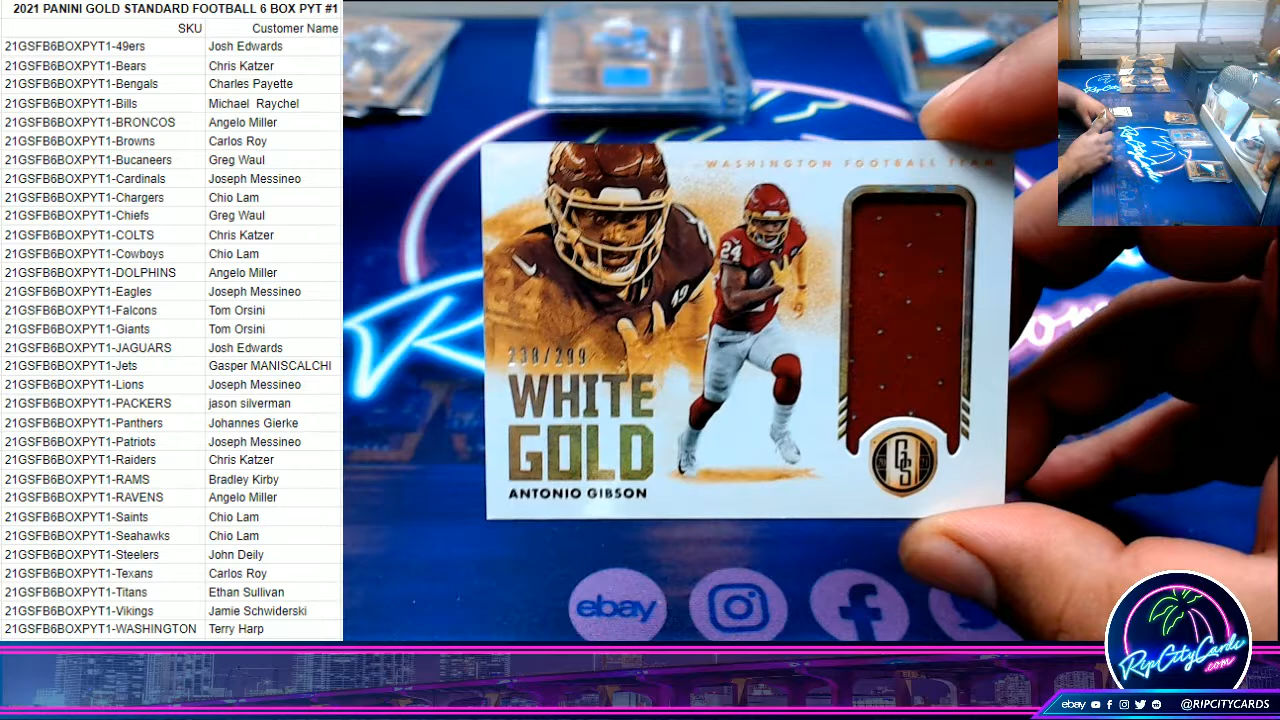 2021 PANINI GOLD STANDARD FOOTBALL 6 BOX PYT #1
SKU Customer Name
21GSFB6BOXPYT1-49ers Josh Edwards
21GSFB6BOXPYT1-Bears Chris Katzer
21GSFB6BOXPYT1-Bengals Charles Payette
21GSFB6BOXPYT1-Bills Michael Raychel
21GSFB6BOXPYT1-BRONCOS Angelo Miller
21GSFB6BOXPYT1-Browns Carlos Roy
21GSFB6BOXPYT1-Bucaneers Greg Waul
21GSFB6BOXPYT1-Cardinals Joseph Messineo
21GSFB6BOXPYT1-Chargers Chio Lam
21GSFB6BOXPYT1-Chiefs Greg Waul
21GSFB6BOXPYT1-COLTS Chris Katzer
21GSFB6BOXPYT1-Cowboys Chio Lam
21GSFB6BOXPYT1-DOLPHINS Angelo Miller
21GSFB6BOXPYT1-Eagles Joseph Messineo
21GSFB6BOXPYT1-Falcons Tom Orsini
21GSFB6BOXPYT1-Giants Tom Orsini
21GSFB6BOXPYT1-JAGUARS Josh Edwards
21GSFB6BOXPYT1-Jets Gasper MANISCALCHI
21GSFB6BOXPYT1-Lions Joseph Messineo
21GSFB6BOXPYT1-PACKERS jason silverman
21GSFB6BOXPYT1-Panthers Johannes Gierke
21GSFB6BOXPYT1-Patriots Joseph Messineo
21GSFB6BOXPYT1-Raiders Chris Katzer
21GSFB6BOXPYT1-RAMS Bradley Kirby
21GSFB6BOXPYT1-RAVENS Angelo Miller
21GSFB6BOXPYT1-Saints Chio Lam
21GSFB6BOXPYT1-Seahawks Chio Lam
21GSFB6BOXPYT1-Steelers John Deily
21GSFB6BOXPYT1-Texans Carlos Roy
21GSFB6BOXPYT1-Titans Ethan Sullivan
21GSFB6BOXPYT1-Vikings Jamie Schwiderski
21GSFB6BOXPYT1-WASHINGTON Terry Harp
WASHINGTON FOOTBALL TEAM
24
WHITE
GOLD
ANTONIO GIBSON
GS
ebay
RipCityCards
.com
ebay @RIPCITYCARDS